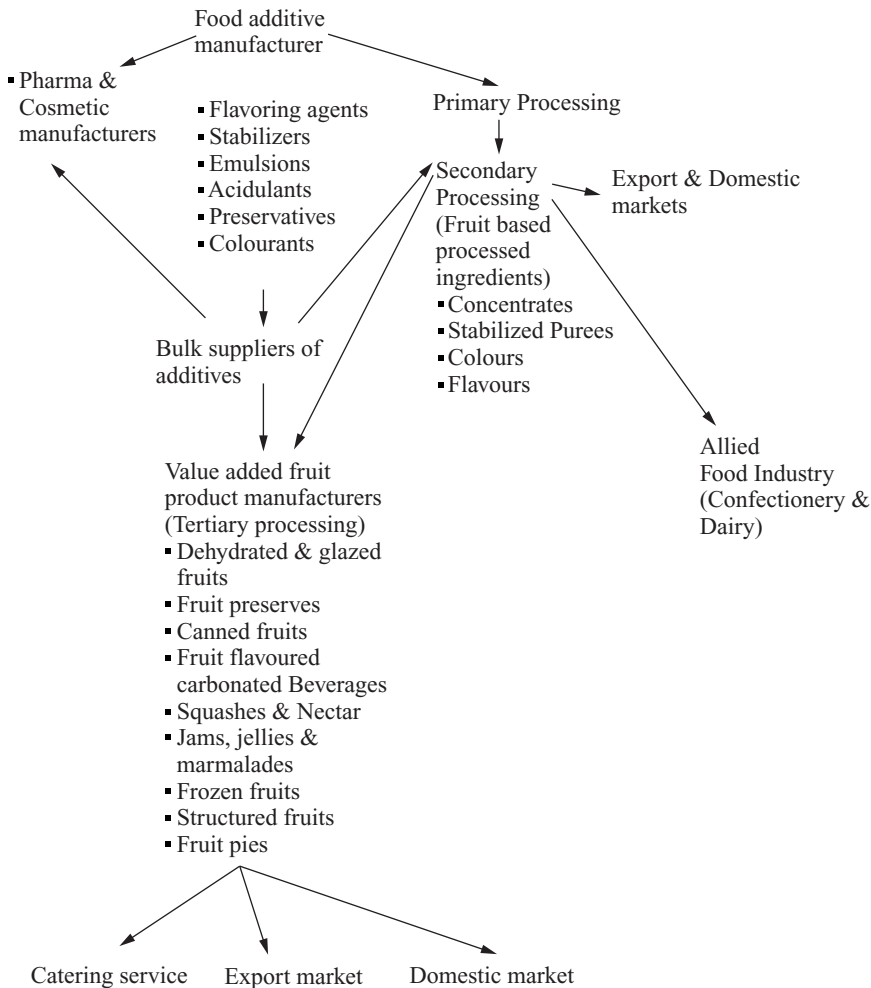 Food additive
manufacturer
▪ Pharma &
Cosmetic
manufacturers
▪ Flavoring agents
▪ Stabilizers
▪ Emulsions
▪ Acidulants
▪ Preservatives
▪ Colourants
Primary Processing
Secondary
Processing
(Fruit based
processed
ingredients)
▪ Concentrates
▪ Stabilized Purees
▪ Colours
▪ Flavours
Export & Domestic
markets
Bulk suppliers of
additives
Allied
Food Industry
(Confectionery &
Dairy)
Value added fruit
product manufacturers
(Tertiary processing)
▪ Dehydrated & glazed
fruits
▪ Fruit preserves
▪ Canned fruits
▪ Fruit flavoured
carbonated Beverages
▪ Squashes & Nectar
▪ Jams, jellies &
marmalades
▪ Frozen fruits
▪ Structured fruits
▪ Fruit pies
Catering service
Export market
Domestic market